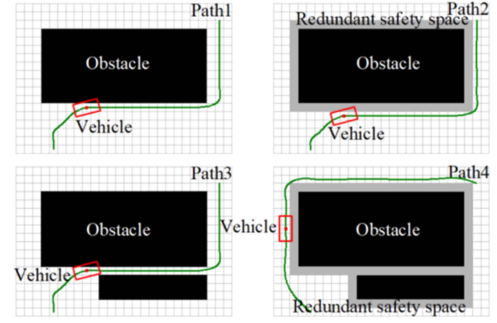 Path1
Obstacle
Vehicle
Path2
Redundant safety space
Obstacle
Vehicle
Path3
Obstacle
Vehicle
Path4
Vehicle
Obstacle
Redundant safety space